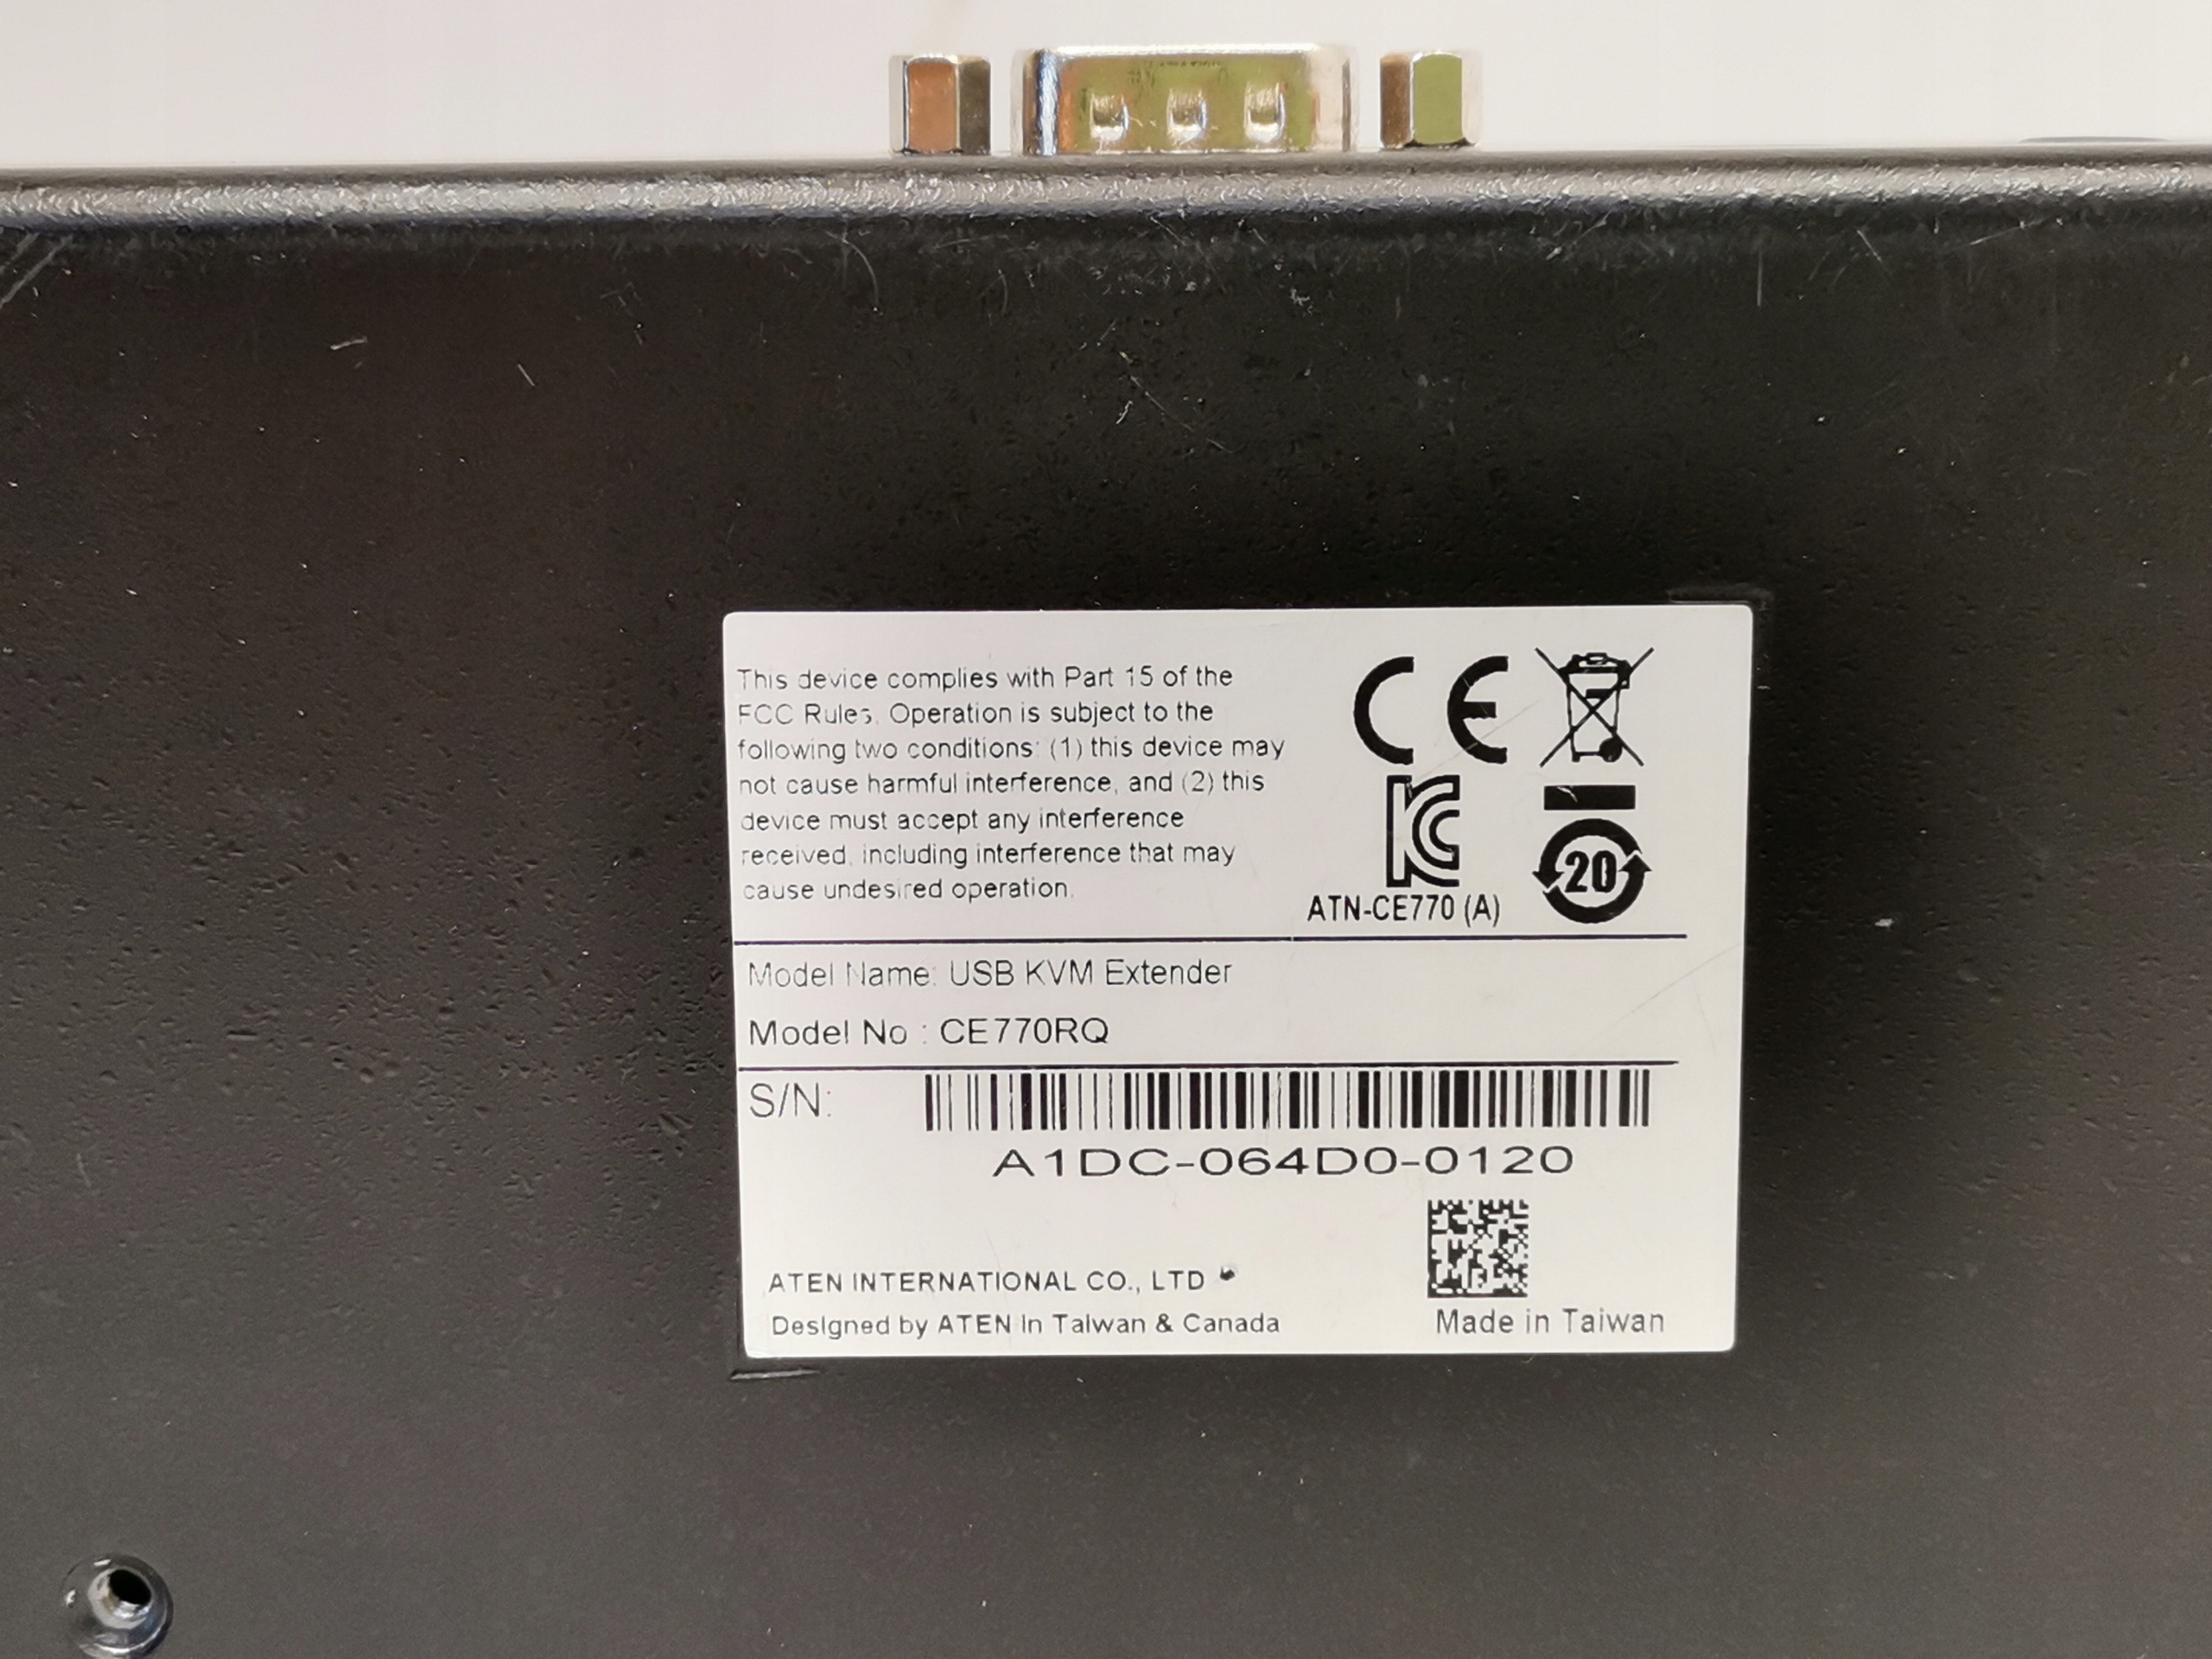 This device complies with Part 15 of the
FCC Rules. Operation is subject to the
following two conditions: (1) this device may
not cause harmful interference, and (2) this
device must accept any interference
received, including interference that may
cause undesired operation.
CE
KC
20
ATN-CE770 (A)
Model Name: USB KVM Extender
Model No : CE770RQ
S/N:
A1DC-064D0-0120
ATEN INTERNATIONAL CO., LTD
Designed by ATEN In Taiwan & Canada
Made in Taiwan